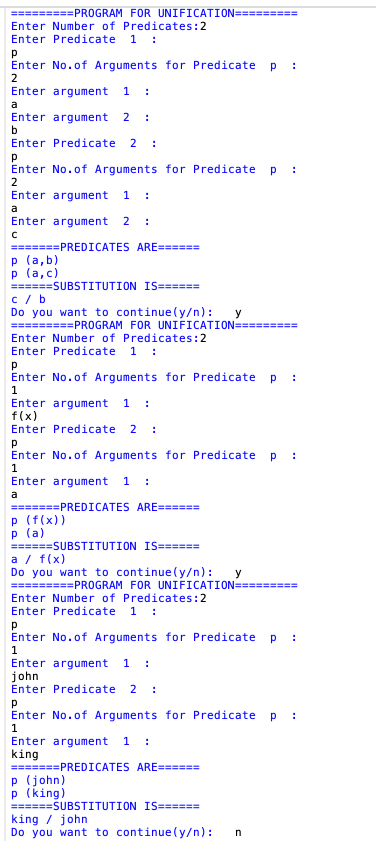 =========PROGRAM FOR UNIFICATION=========
Enter Number of Predicates:2
Enter Predicate  1  :
p
Enter No.of Arguments for Predicate  p  :
2
Enter argument  1  :
a
Enter argument  2  :
b
Enter Predicate  2  :
p
Enter No.of Arguments for Predicate  p  :
2
Enter argument  1  :
a
Enter argument  2  :
c
=======PREDICATES ARE======
p (a,b)
p (a,c)
======SUBSTITUTION IS======
c / b
Do you want to continue(y/n):   y
=========PROGRAM FOR UNIFICATION=========
Enter Number of Predicates:2
Enter Predicate  1  :
p
Enter No.of Arguments for Predicate  p  :
1
Enter argument  1  :
f(x)
Enter Predicate  2  :
p
Enter No.of Arguments for Predicate  p  :
1
Enter argument  1  :
a
=======PREDICATES ARE======
p (f(x))
p (a)
======SUBSTITUTION IS======
a / f(x)
Do you want to continue(y/n):   y
=========PROGRAM FOR UNIFICATION=========
Enter Number of Predicates:2
Enter Predicate  1  :
p
Enter No.of Arguments for Predicate  p  :
1
Enter argument  1  :
john
Enter Predicate  2  :
p
Enter No.of Arguments for Predicate  p  :
1
Enter argument  1  :
king
=======PREDICATES ARE======
p (john)
p (king)
======SUBSTITUTION IS======
king / john
Do you want to continue(y/n):   n